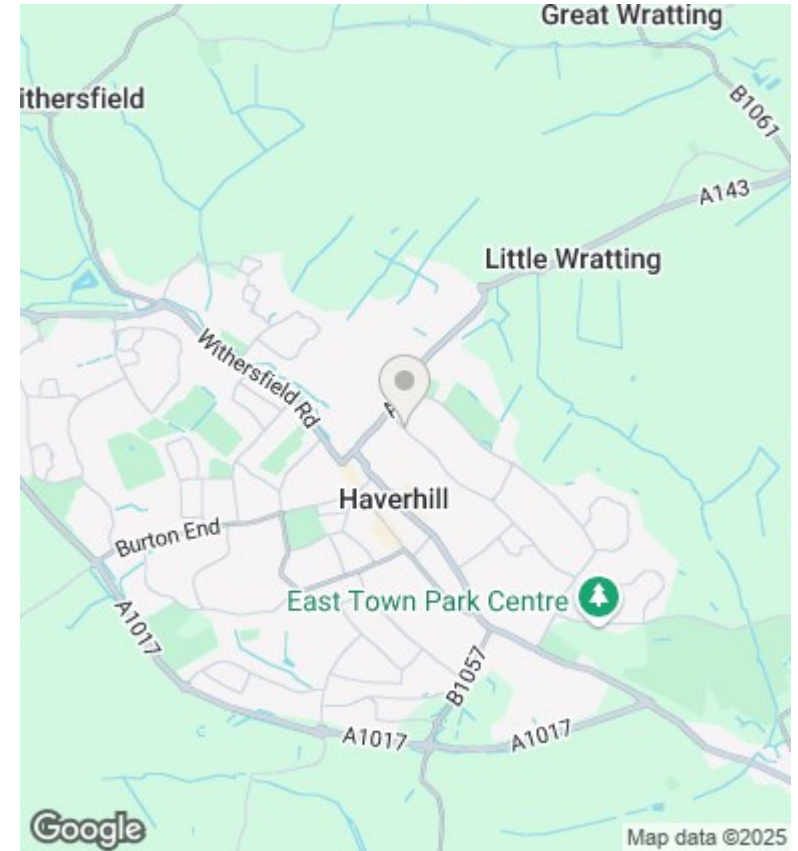 Great Wratting
ithersfield
B1061
A143
Little Wratting
Withersfield Rd
A
Haverhill
Burton End
East Town Park Centre
A1017
B1057
A1017
A1017
Google
Map data ©2025